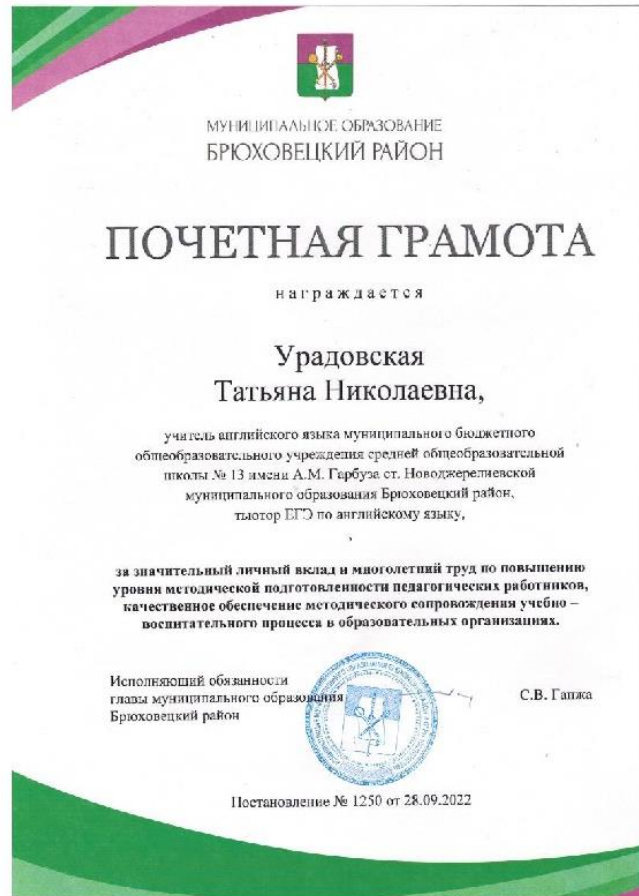 МУНИЦИПАЛЬНОЕ ОБРАЗОВАНИЕ
БРЮХОВЕЦКИЙ РАЙОН
ПОЧЕТНАЯ ГРАМОТА
награждается
Урадовская
Татьяна Николаевна,
учитель английского языка муниципального бюджетного
общеобразовательного учреждения средней общеобразовательной
школы № 13 имени А.М. Гарбуза ст. Новоджерелиевской
муниципального образования Брюховецкий район,
тьютор ЕГЭ по английскому языку,
за значительный личный вклад и многолетний труд по повышению
уровня методической подготовленности педагогических работников,
качественное обеспечение методического сопровождения учебно –
воспитательного процесса в образовательных организациях.
Исполняющий обязанности
главы муниципального образования
Брюховецкий район
С.В. Ганжа
Постановление № 1250 от 28.09.2022